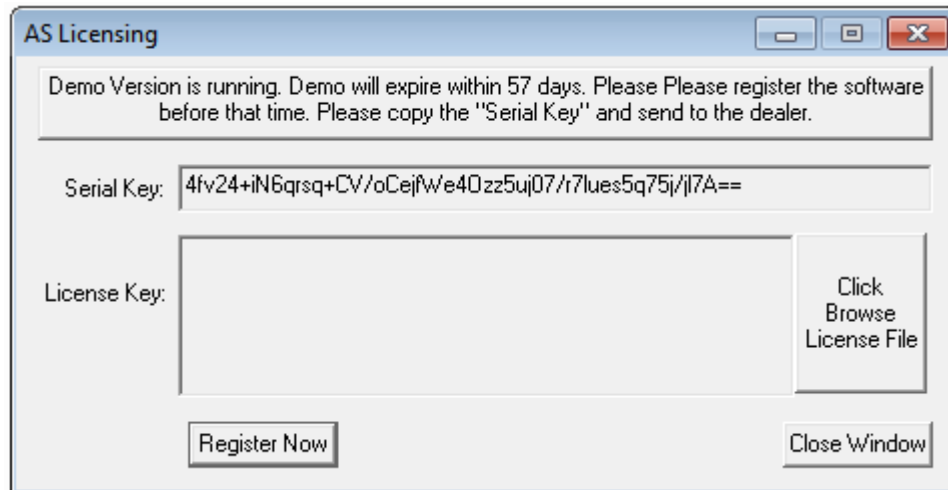 AS Licensing
Demo Version is running. Demo will expire within 57 days. Please Please register the software
before that time. Please copy the "Serial Key" and send to the dealer.
Serial Key: 4fv24+iN6qrsq+CV/oCejfWe4Ozz5uj07/r7lues5q75j/jl7A==
License Key:
Click
Browse
License File
Register Now
Close Window